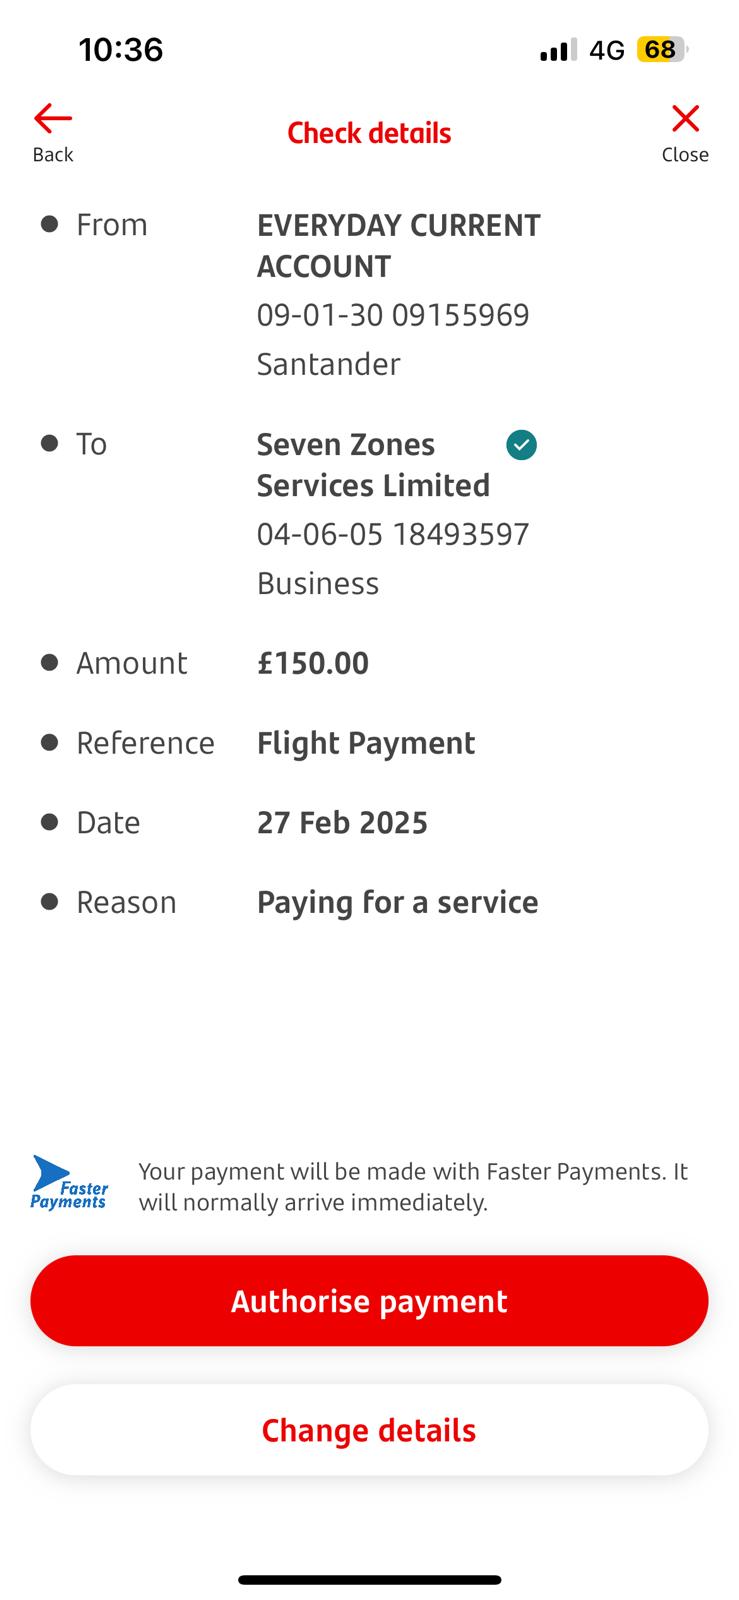 10:36
4G 68
Check details
Back
Close
From
EVERYDAY CURRENT
ACCOUNT
09-01-30 09155969
Santander
To
Seven Zones
Services Limited
04-06-05 18493597
Business
Amount
£150.00
Reference
Flight Payment
Date
27 Feb 2025
Reason
Paying for a service
Faster
Payments
Your payment will be made with Faster Payments. It
will normally arrive immediately.
Authorise payment
Change details